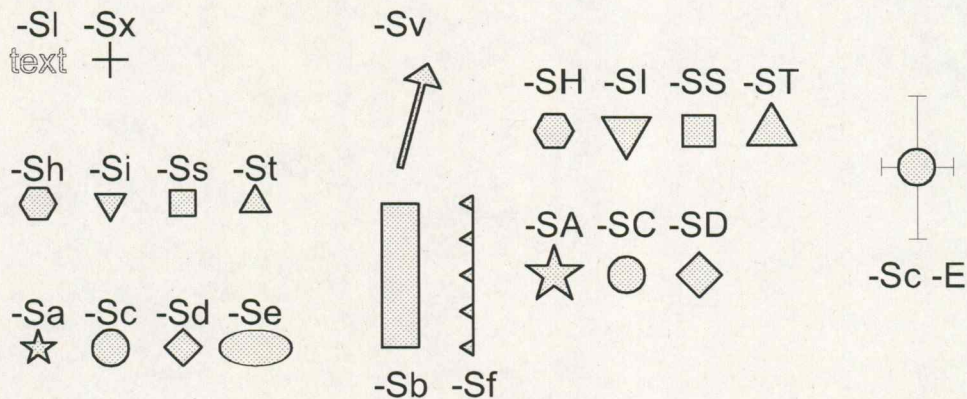 -Sl -Sx
text
-Sv
-SH -SI -SS -ST
-Sh -Si -Ss -St
-SA -SC -SD
-Sc -E
-Sa -Sc -Sd -Se
-Sb -Sf